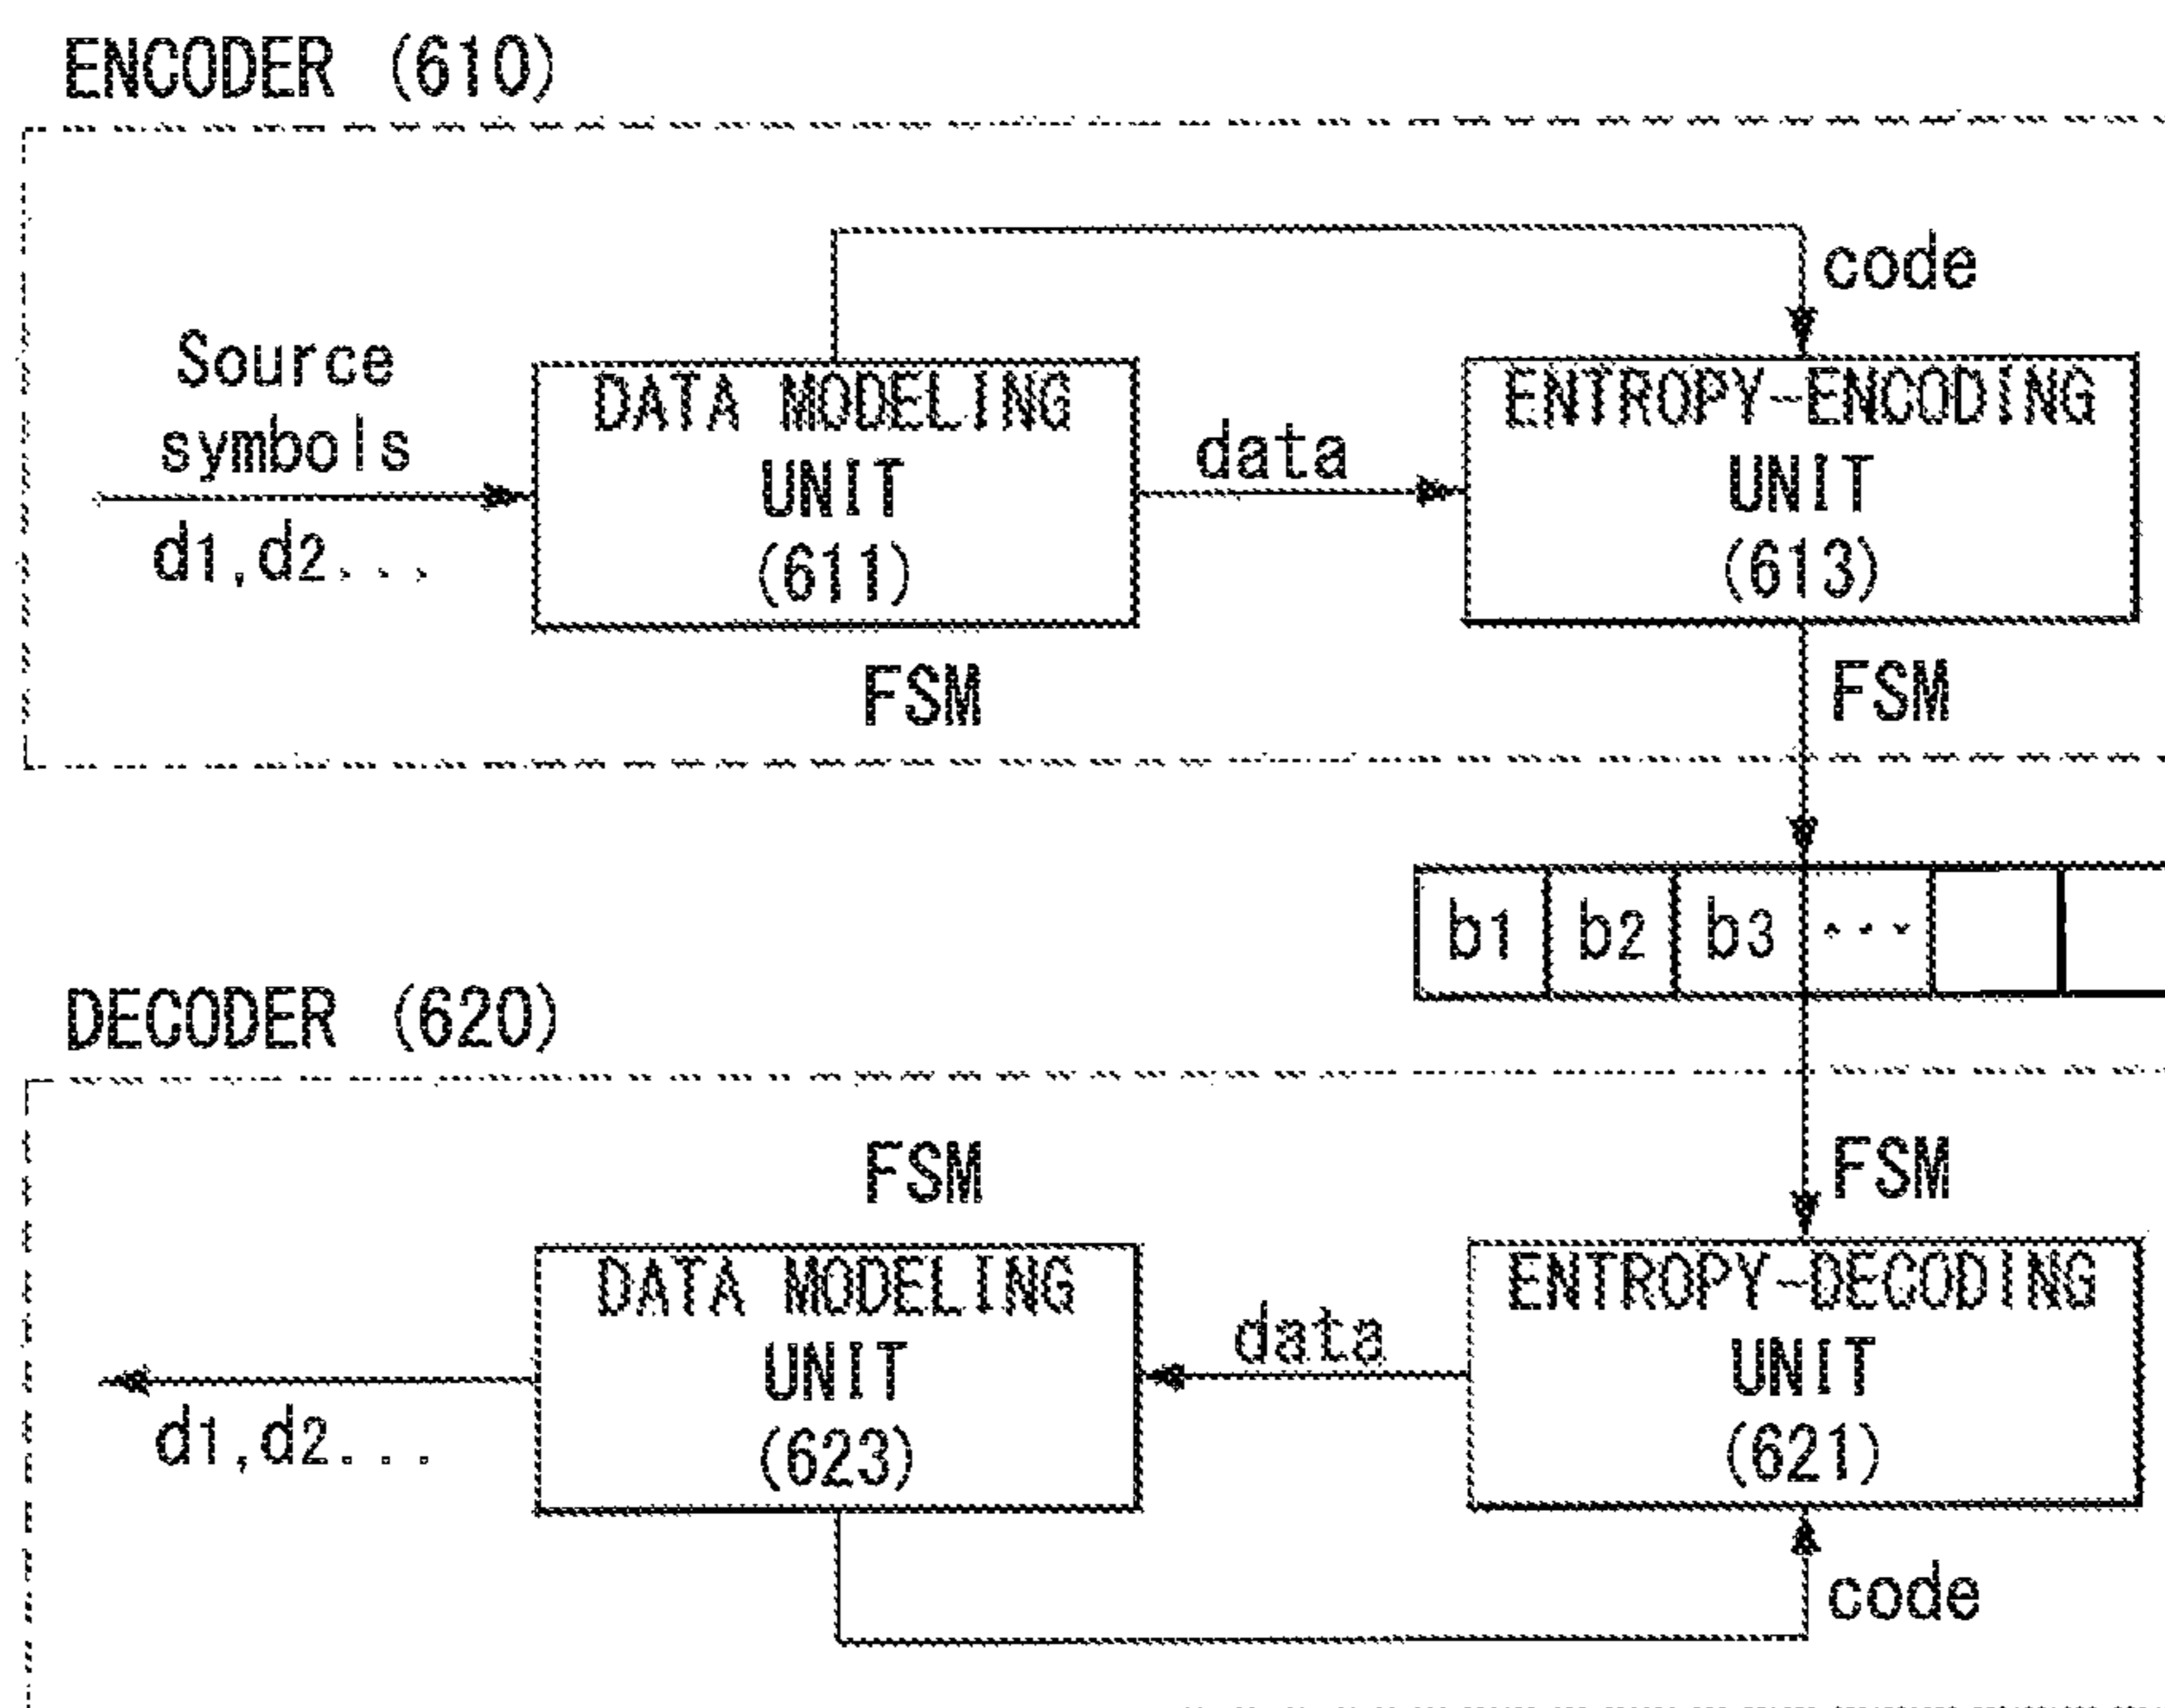 ENCODER (610)
code
Source
symbols
d1,d2...
DATA MODELING
UNIT
(611)
data
ENTROPY-ENCODING
UNIT
(613)
FSM
FSM
b1 b2 b3 ...
DECODER (620)
FSM
FSM
d1,d2...
DATA MODELING
UNIT
(623)
data
ENTROPY-DECODING
UNIT
(621)
code